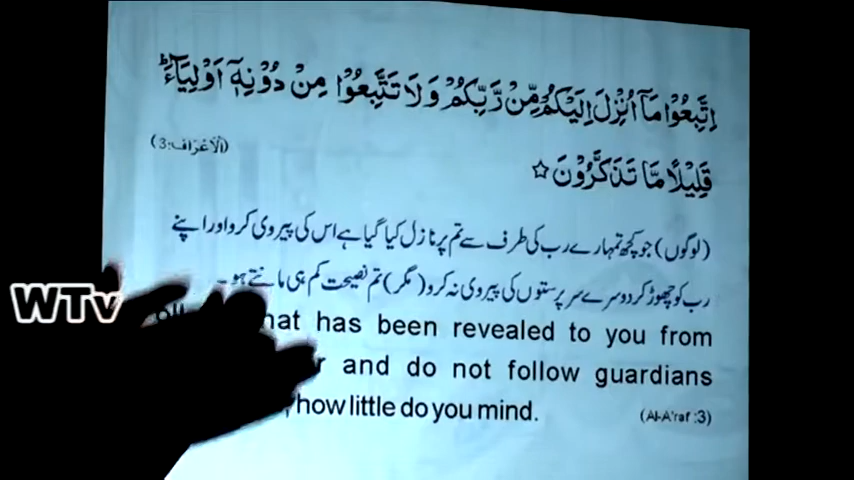 اِتَّبِعُوْا مَاۤ اُنْزِلَ اِلَيْكُمْ مِّنْ رَّبِّكُمْ وَلَا تَتَّبِعُوْا مِنْ دُوْنِهٖۤ اَوْلِيَآءَ ؕ
قَلِيْلًا مَّا تَذَكَّرُوْنَ ☆
(اَلْاَعْرَاف:3)
(لوگوں) جو کچھ تمہارے رب کی طرف سے تم پر نازل کیا گیا ہے اس کی پیروی کرو اور اپنے
رب کو چھوڑ کر دوسرے سرپرستوں کی پیروی نہ کرو (مگر) تم نصیحت کم ہی مانتے ہو۔
has been revealed to you from
and do not follow guardians
how little do you mind.
(Al-A'raf :3)
WTv